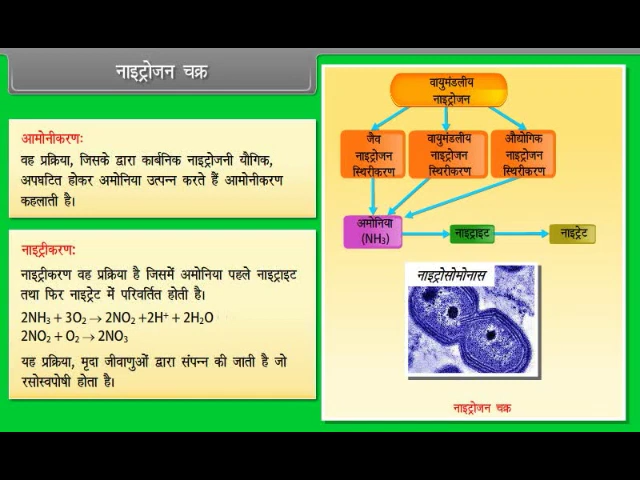 नाइट्रोजन चक्र
आमोनीकरणः
वह प्रक्रिया, जिसके द्वारा कार्बनिक नाइट्रोजनी यौगिक,
अपघटित होकर अमोनिया उत्पन्न करते हैं आमोनीकरण
कहलाती है।
नाइट्रीकरणः
नाइट्रीकरण वह प्रक्रिया है जिसमें अमोनिया पहले नाइट्राइट
तथा फिर नाइट्रेट में परिवर्तित होती है।
2NH₃ + 3O₂ → 2NO₂ +2H⁺ + 2H₂O
2NO₂ + O₂ → 2NO₃
यह प्रक्रिया, मृदा जीवाणुओं द्वारा संपन्न की जाती है जो
रसोस्वपोषी होता है।
वायुमंडलीय
नाइट्रोजन
जैव
नाइट्रोजन
स्थिरीकरण
वायुमंडलीय
नाइट्रोजन
स्थिरीकरण
औद्योगिक
नाइट्रोजन
स्थिरीकरण
अमोनिया
(NH₃)
नाइट्राइट
नाइट्रेट
नाइट्रोसोमोनास
नाइट्रोजन चक्र